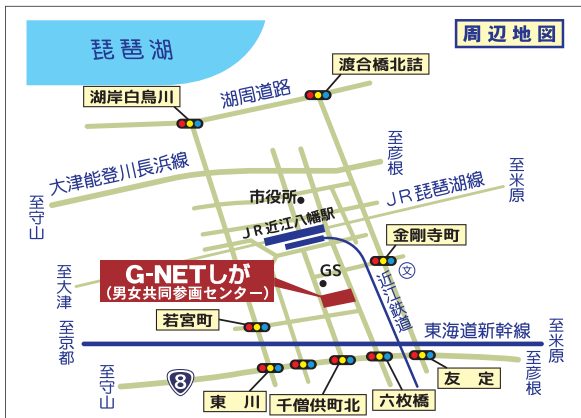 琵琶湖
周辺地図
渡合橋北詰
湖岸白鳥川
湖周道路
大津能登川長浜線
至彦根
至守山
市役所
JR琵琶湖線
至米原
JR近江八幡駅
金剛寺町
文
至大津
G-NETしが
(男女共同参画センター)
GS
近江鉄道
若宮町
至京都
東海道新幹線
至米原
至守山
8
東川
千僧供町北
六枚橋
友定
至彦根